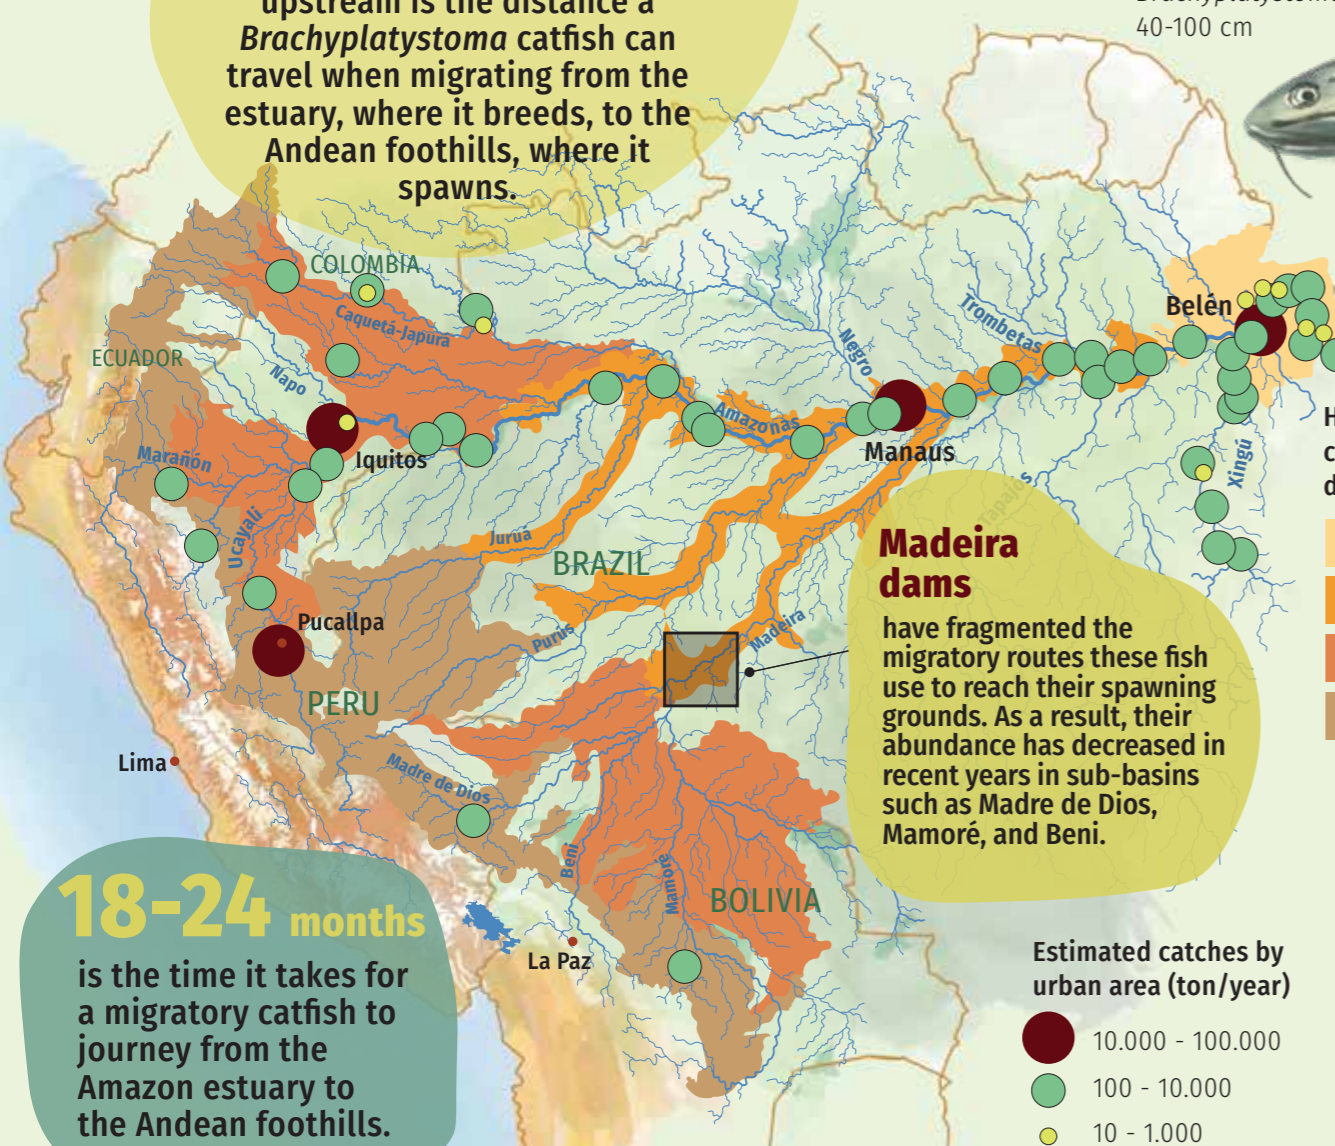 upstream is the distance a
Brachyplatystoma catfish can
travel when migrating from the
estuary, where it breeds, to the
Andean foothills, where it
spawns.
40-100 cm
COLOMBIA
Caquetá-Japurá
ECUADOR
Napo
Marañón
Iquitos
Ucayali
Pucallpa
PERU
Lima
Juruá
BRAZIL
Purus
Madeira
Negro
Amazonas
Manaus
Trombetas
Belén
Xingú
Tapajós
Madre de Dios
Beni
Mamoré
BOLIVIA
La Paz
Madeira
dams
have fragmented the
migratory routes these fish
use to reach their spawning
grounds. As a result, their
abundance has decreased in
recent years in sub-basins
such as Madre de Dios,
Mamoré, and Beni.
18-24 months
is the time it takes for
a migratory catfish to
journey from the
Amazon estuary to
the Andean foothills.
Estimated catches by
urban area (ton/year)
10.000 - 100.000
100 - 10.000
10 - 1.000